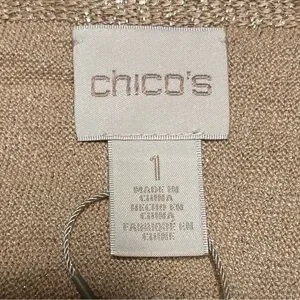 chico's
1
MADE IN
CHINA
HECHO EN
CHINA
FABRIQUÉ EN
CHINE